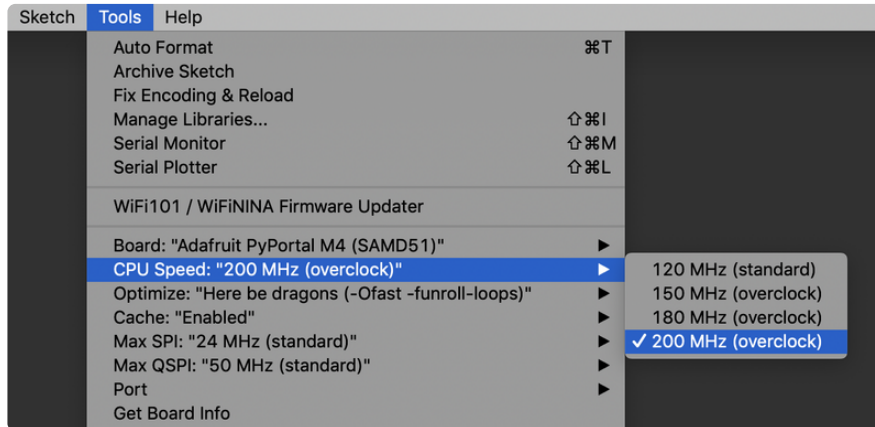 Sketch Tools Help
Auto Format ⌘T
Archive Sketch
Fix Encoding & Reload
Manage Libraries... ⇧⌘I
Serial Monitor ⇧⌘M
Serial Plotter ⇧⌘L
WiFi101 / WiFiNINA Firmware Updater
Board: "Adafruit PyPortal M4 (SAMD51)"
CPU Speed: "200 MHz (overclock)"
Optimize: "Here be dragons (-Ofast -funroll-loops)"
Cache: "Enabled"
Max SPI: "24 MHz (standard)"
Max QSPI: "50 MHz (standard)"
Port
Get Board Info
120 MHz (standard)
150 MHz (overclock)
180 MHz (overclock)
✓ 200 MHz (overclock)